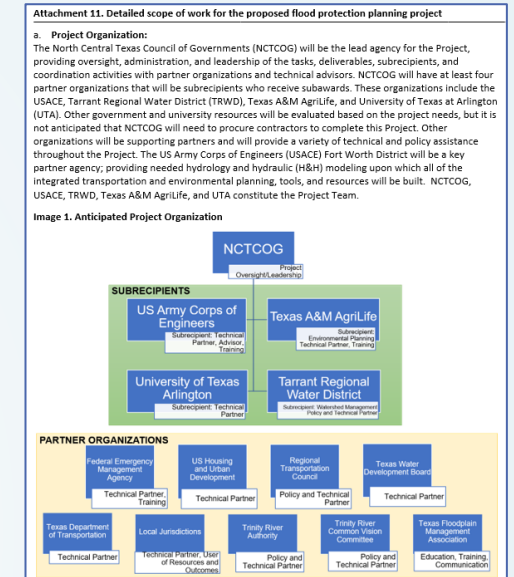 Attachment 11. Detailed scope of work for the proposed flood protection planning project
a. Project Organization:
The North Central Texas Council of Governments (NCTCOG) will be the lead agency for the Project,
providing oversight, administration, and leadership of the tasks, deliverables, subrecipients, and
coordination activities with partner organizations and technical advisors. NCTCOG will have at least four
partner organizations that will be subrecipients who receive subawards. These organizations include the
USACE, Tarrant Regional Water District (TRWD), Texas A&M AgriLife, and University of Texas at Arlington
(UTA). Other government and university resources will be evaluated based on the project needs, but it is
not anticipated that NCTCOG will need to procure contractors to complete this Project. Other
organizations will be supporting partners and will provide a variety of technical and policy assistance
throughout the Project. The US Army Corps of Engineers (USACE) Fort Worth District will be a key
partner agency; providing needed hydrology and hydraulic (H&H) modeling upon which all of the
integrated transportation and environmental planning, tools, and resources will be built. NCTCOG,
USACE, TRWD, Texas A&M AgriLife, and UTA constitute the Project Team.
Image 1. Anticipated Project Organization
NCTCOG
Project
Oversight/Leadership
SUBRECIPIENTS
US Army Corps of
Engineers
Subrecipient: Technical
Partner, Advisor,
Training
Texas A&M AgriLife
Subrecipient:
Environmental Planning
Technical Partner, Training
University of Texas
Arlington
Subrecipient: Technical
Partner
Tarrant Regional
Water District
Subrecipient: Watershed Management
Policy and Technical Partner
PARTNER ORGANIZATIONS
Federal Emergency
Management
Agency
Technical Partner,
Training
US Housing
and Urban
Development
Technical Partner
Regional
Transportation
Council
Policy and Technical
Partner
Texas Water
Development Board
Technical Partner
Texas Department
of Transportation
Technical Partner
Local Jurisdictions
Technical Partner, User
of Resources and
Outcomes
Trinity River
Authority
Policy and
Technical Partner
Trinity River
Common Vision
Committee
Policy and
Technical Partner
Texas Floodplain
Management
Association
Education, Training,
Communication